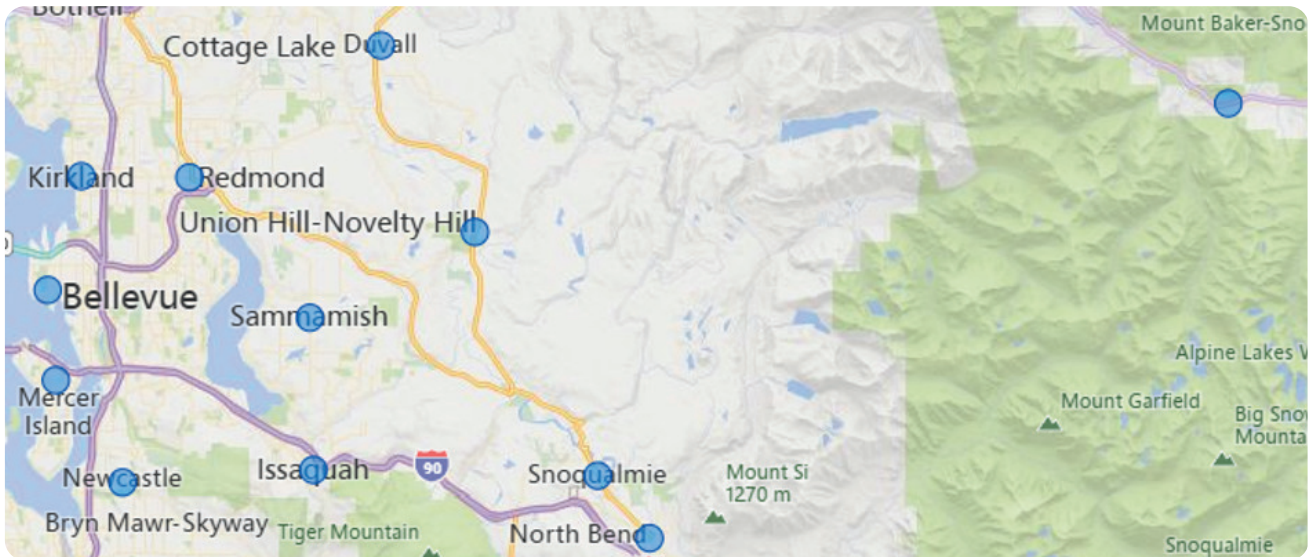 Bothell
Mount Baker-Sno
Cottage Lake
Duvall
Kirkland
Redmond
Union Hill-Novelty Hill
Bellevue
Sammamish
Alpine Lakes W
Mercer
Island
Mount Garfield
Big Snow
Mounta
Newcastle
Issaquah
90
Snoqualmie
Mount Si
1270 m
Bryn Mawr-Skyway
Tiger Mountain
North Bend
Snoqualmie